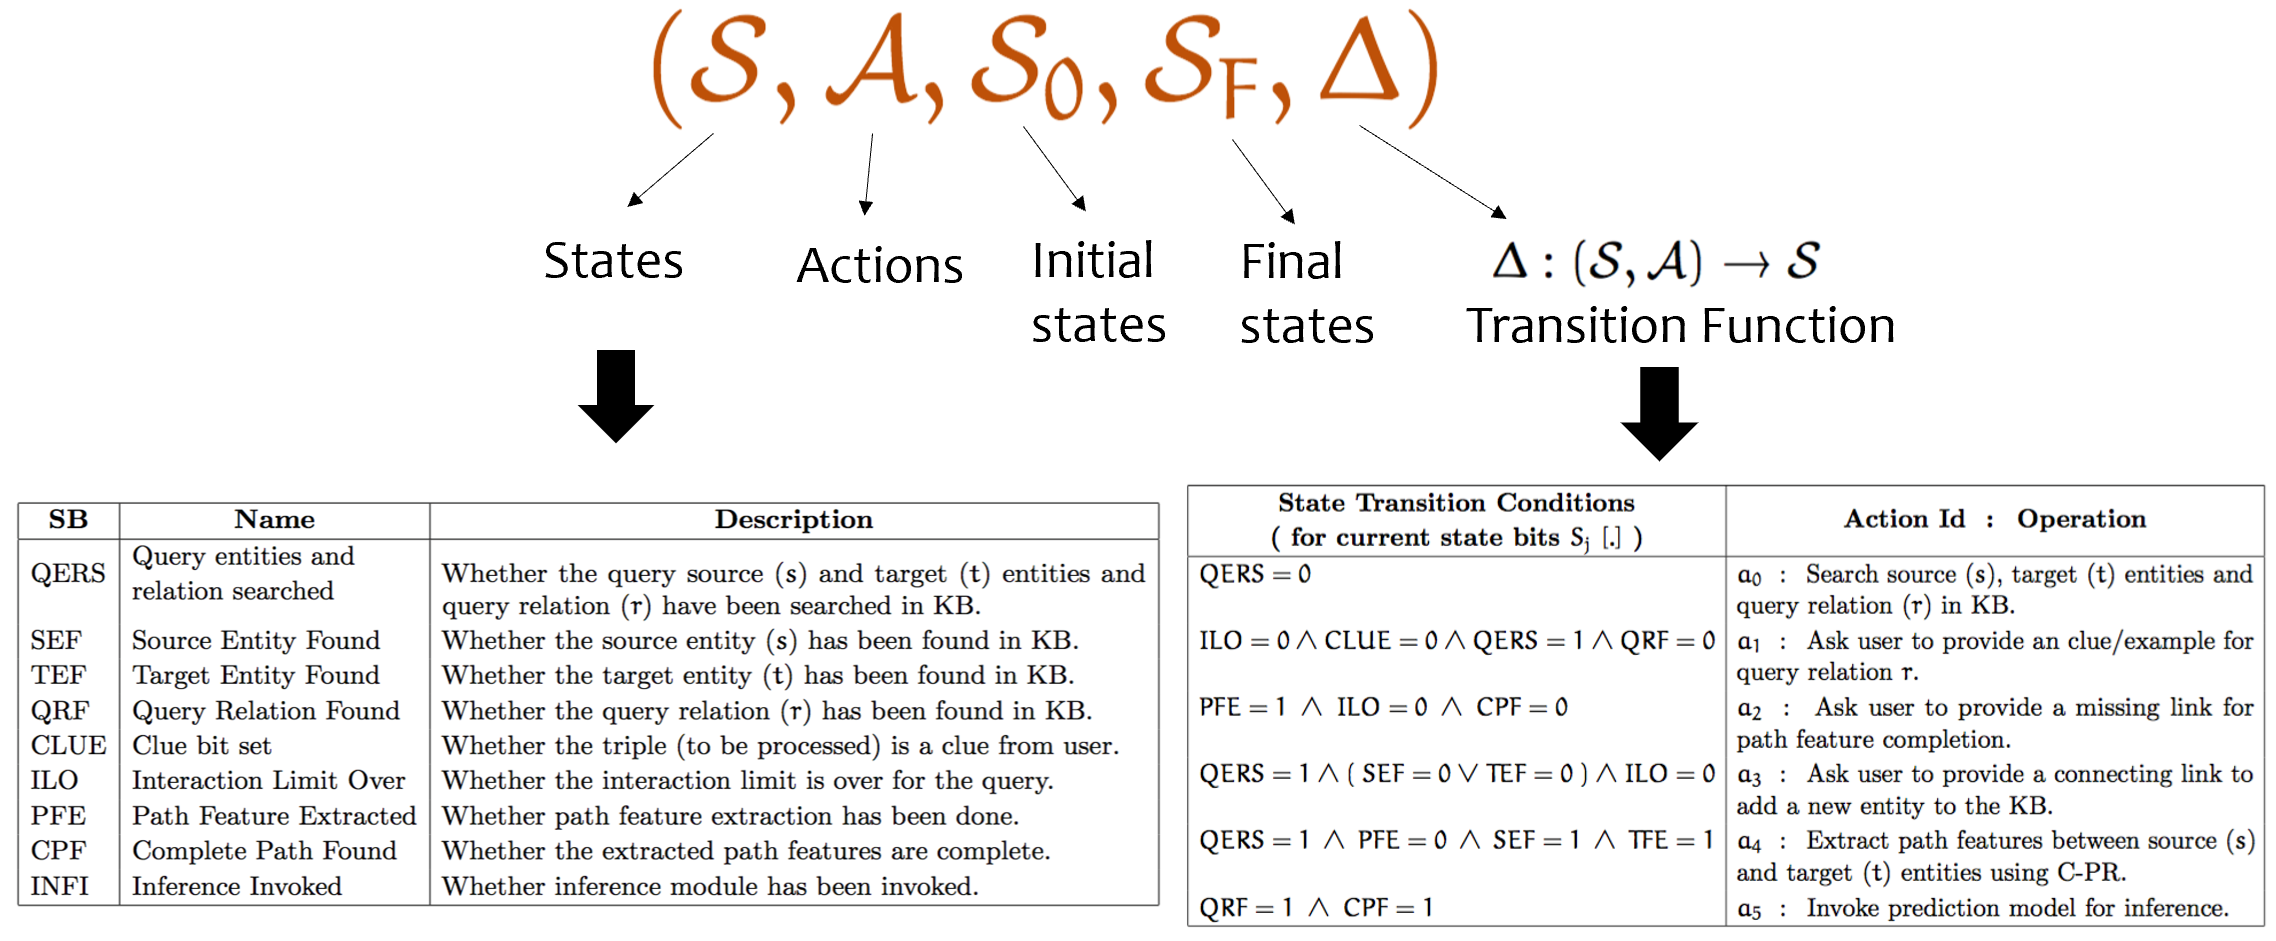 (𝒮, 𝒜, 𝒮₀, 𝒮_F, Δ)
States
Actions
Initial
states
Final
states
Δ : (𝒮, 𝒜) → 𝒮
Transition Function
SB Name Description
QERS Query entities and relation searched Whether the query source (s) and target (t) entities and
query relation (r) have been searched in KB.
SEF Source Entity Found Whether the source entity (s) has been found in KB.
TEF Target Entity Found Whether the target entity (t) has been found in KB.
QRF Query Relation Found Whether the query relation (r) has been found in KB.
CLUE Clue bit set Whether the triple (to be processed) is a clue from user.
ILO Interaction Limit Over Whether the interaction limit is over for the query.
PFE Path Feature Extracted Whether path feature extraction has been done.
CPF Complete Path Found Whether the extracted path features are complete.
INFI Inference Invoked Whether inference module has been invoked.
State Transition Conditions
( for current state bits Sⱼ [.] )
Action Id : Operation
QERS = 0 a₀ : Search source (s), target (t) entities and
query relation (r) in KB.
ILO = 0 ∧ CLUE = 0 ∧ QERS = 1 ∧ QRF = 0 a₁ : Ask user to provide an clue/example for
query relation r.
PFE = 1 ∧ ILO = 0 ∧ CPF = 0 a₂ : Ask user to provide a missing link for
path feature completion.
QERS = 1 ∧ ( SEF = 0 ∨ TEF = 0 ) ∧ ILO = 0 a₃ : Ask user to provide a connecting link to
add a new entity to the KB.
QERS = 1 ∧ PFE = 0 ∧ SEF = 1 ∧ TFE = 1 a₄ : Extract path features between source (s)
and target (t) entities using C-PR.
QRF = 1 ∧ CPF = 1 a₅ : Invoke prediction model for inference.